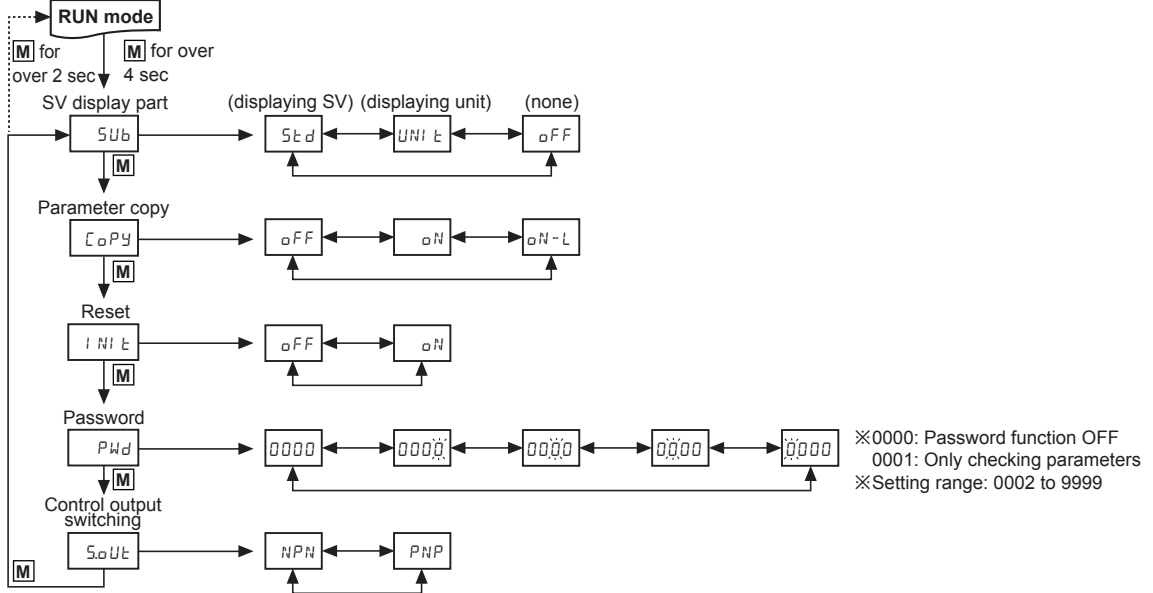 RUN mode
M for over 2 sec
M for over 4 sec
SV display part
(displaying SV) (displaying unit) (none)
SUb
Std
UNIt
oFF
M
Parameter copy
CoPY
oFF
oN
oN-L
M
Reset
INIt
oFF
oN
M
Password
PWd
0000
0000
0000
0000
0000
※0000: Password function OFF
0001: Only checking parameters
※Setting range: 0002 to 9999
M
Control output
switching
S.oUt
NPN
PNP
M